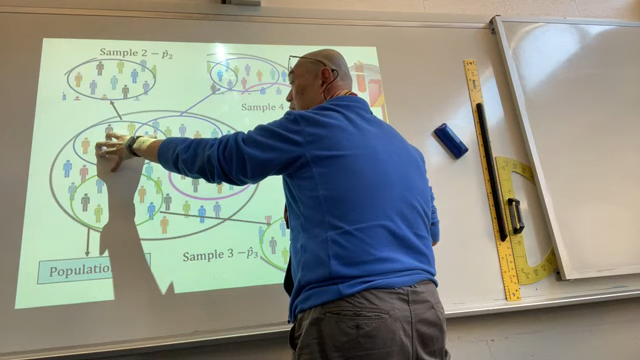 Sample 2 – p̂₂
Sample 4
Sample 3 – p̂₃
Population